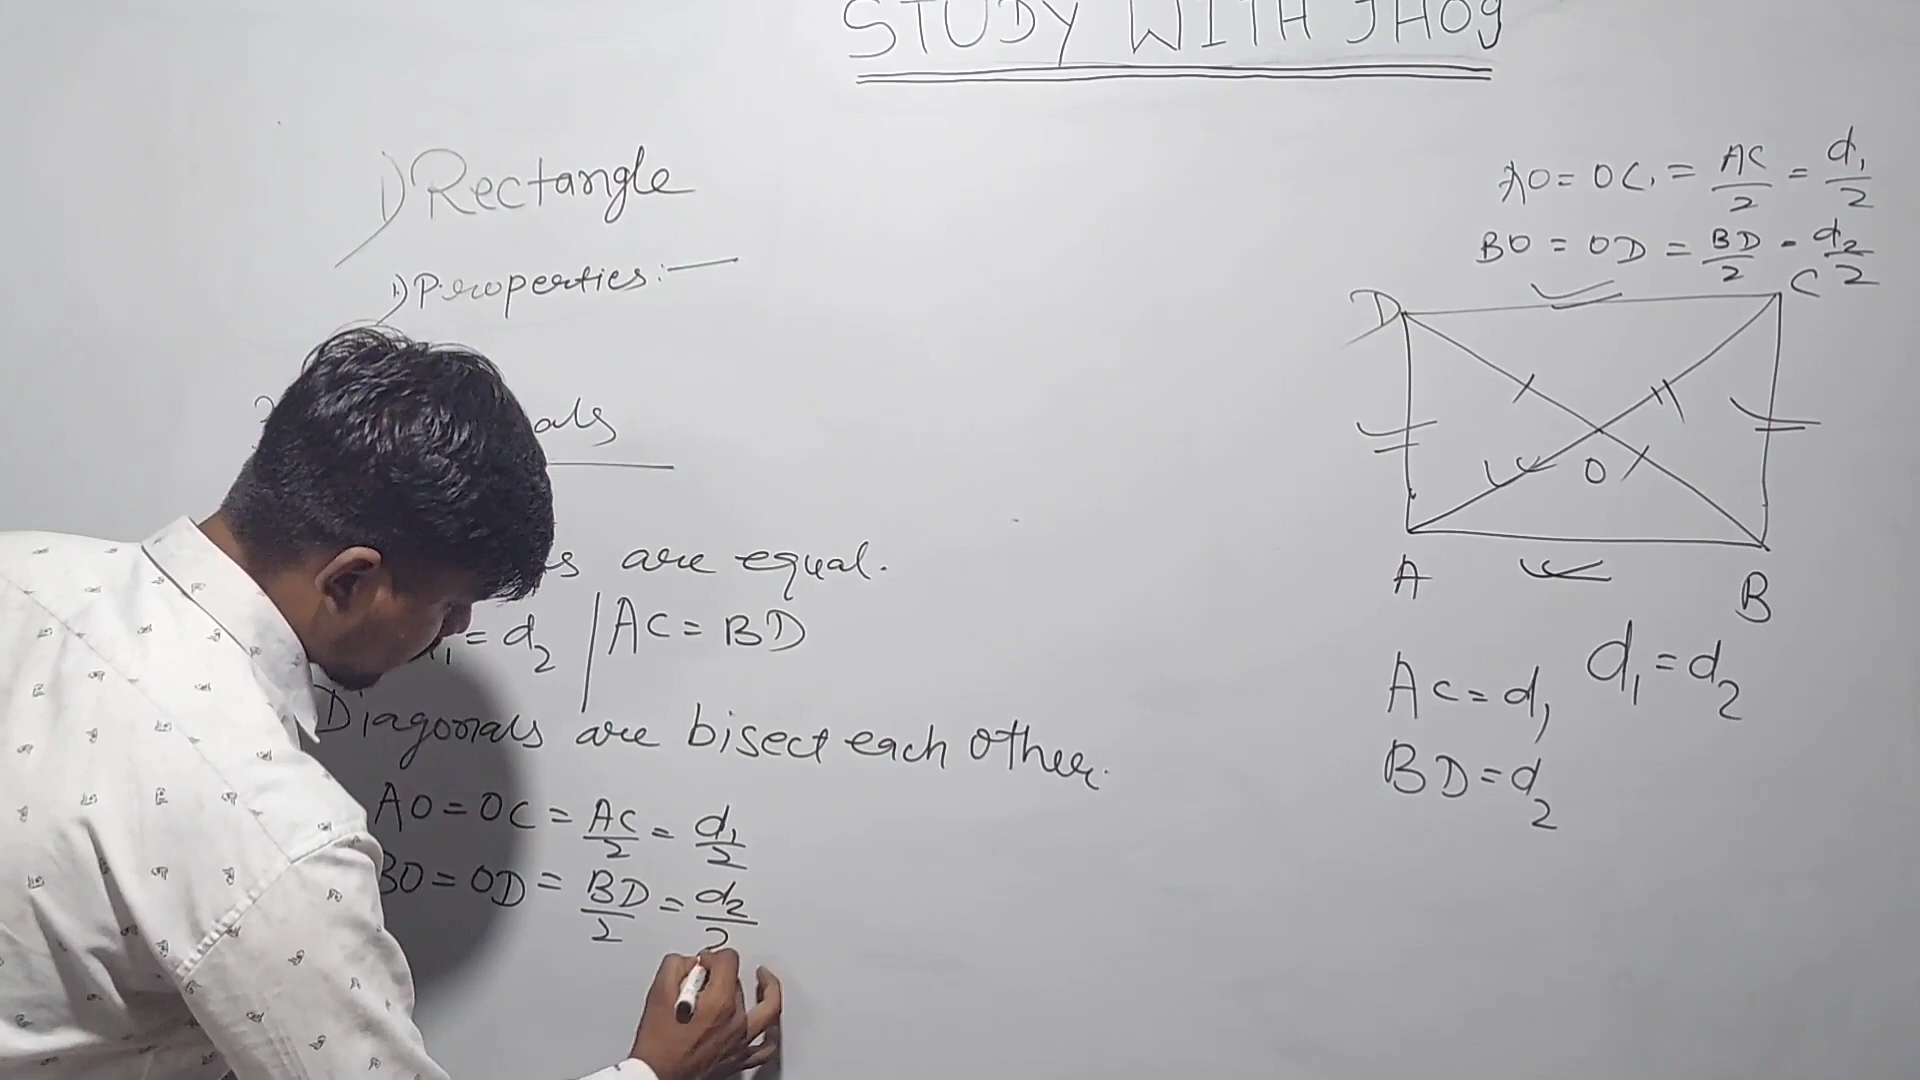 STUDY WITH JHOg
1) Rectangle
1) Properties:—
are equal.
= d₂ / AC = BD
Diagonals are bisect each other.
AO = OC = AC/2 = d₁/2
BO = OD = BD/2 = d₂/2
AO = OC = AC/2 = d₁/2
BO = OD = BD/2 = d₂/2
D C
O
A B
AC = d₁ d₁ = d₂
BD = d₂